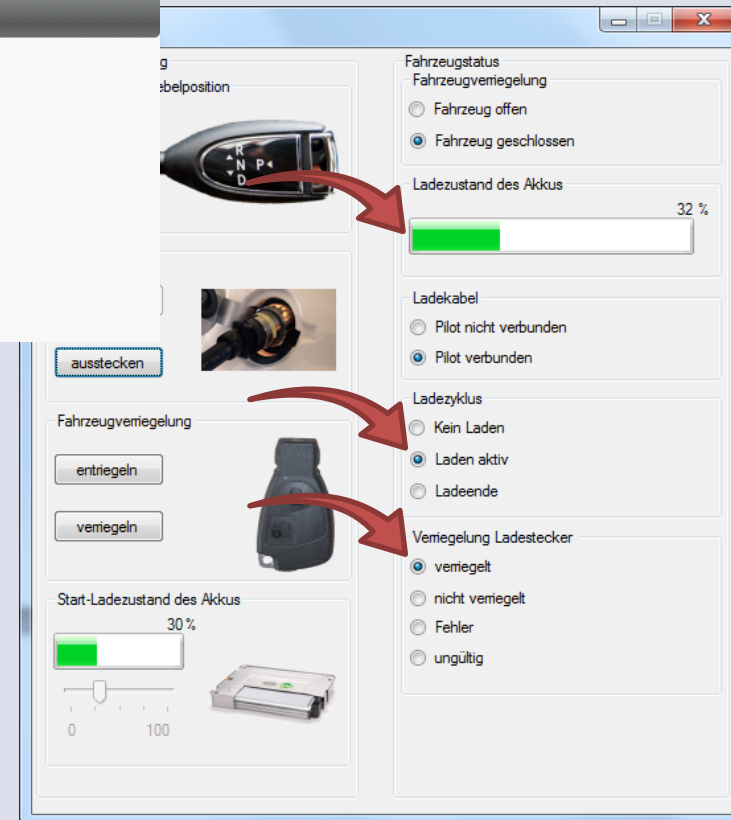 g
ebelposition
R
N P
D
ausstecken
Fahrzeugverriegelung
entriegeln
verriegeln
Start-Ladezustand des Akkus
30 %
0 100
Fahrzeugstatus
Fahrzeugverriegelung
Fahrzeug offen
Fahrzeug geschlossen
Ladezustand des Akkus
32 %
Ladekabel
Pilot nicht verbunden
Pilot verbunden
Ladezyklus
Kein Laden
Laden aktiv
Ladeende
Verriegelung Ladestecker
verriegelt
nicht verriegelt
Fehler
ungültig